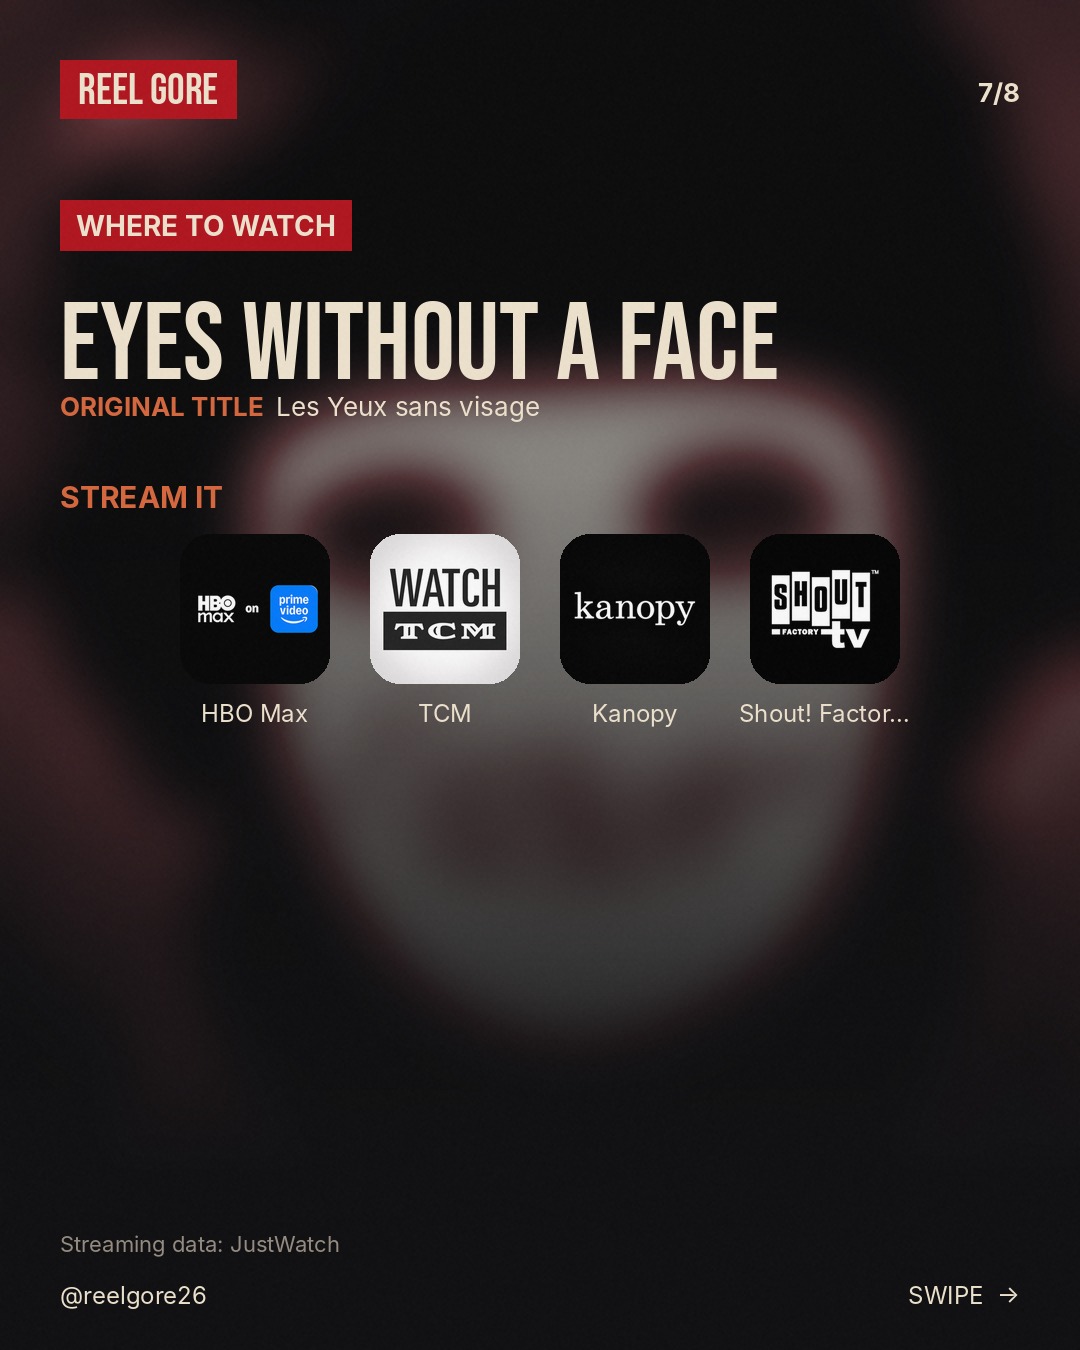 REEL GORE
7/8
WHERE TO WATCH
EYES WITHOUT A FACE
ORIGINAL TITLE Les Yeux sans visage
STREAM IT
HBO max on prime video
WATCH TCM
kanopy
SHOUT FACTORY tv ™
HBO Max
TCM
Kanopy
Shout! Factor...
Streaming data: JustWatch
@reelgore26
SWIPE →